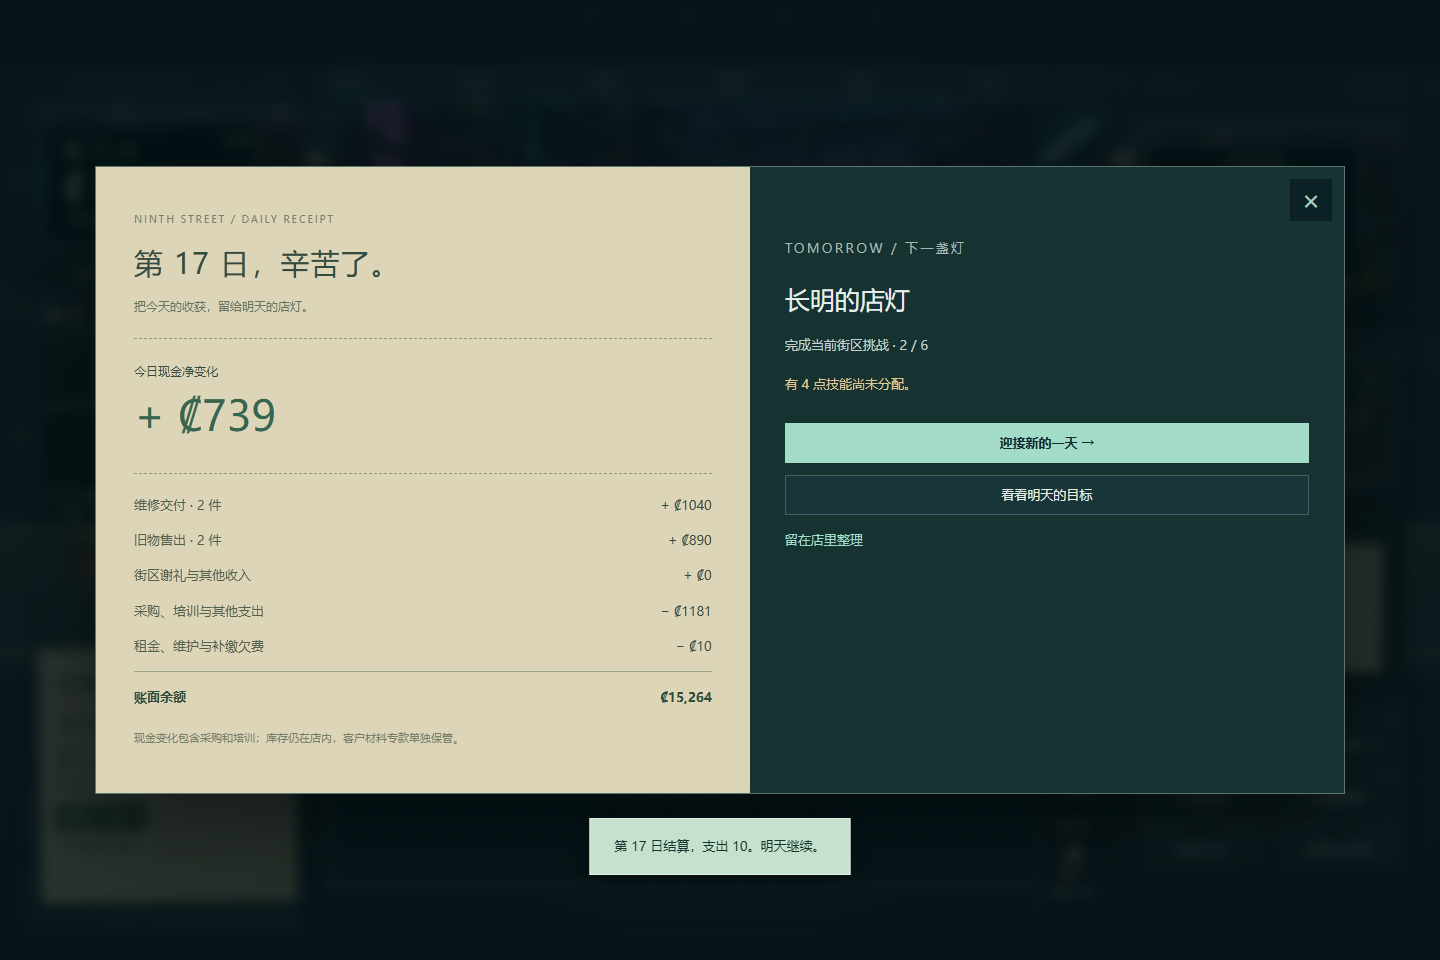 NINTH STREET / DAILY RECEIPT
第 17 日，辛苦了。
把今天的收获，留给明天的店灯。
今日现金净变化
+ ₡739
维修交付 · 2 件 + ₡1040
旧物售出 · 2 件 + ₡890
街区谢礼与其他收入 + ₡0
采购、培训与其他支出 − ₡1181
租金、维护与补缴欠费 − ₡10
账面余额 ₡15,264
现金变化包含采购和培训；库存仍在店内，客户材料专款单独保管。
×
TOMORROW / 下一盏灯
长明的店灯
完成当前街区挑战 · 2 / 6
有 4 点技能尚未分配。
迎接新的一天 →
看看明天的目标
留在店里整理
第 17 日结算，支出 10。明天继续。